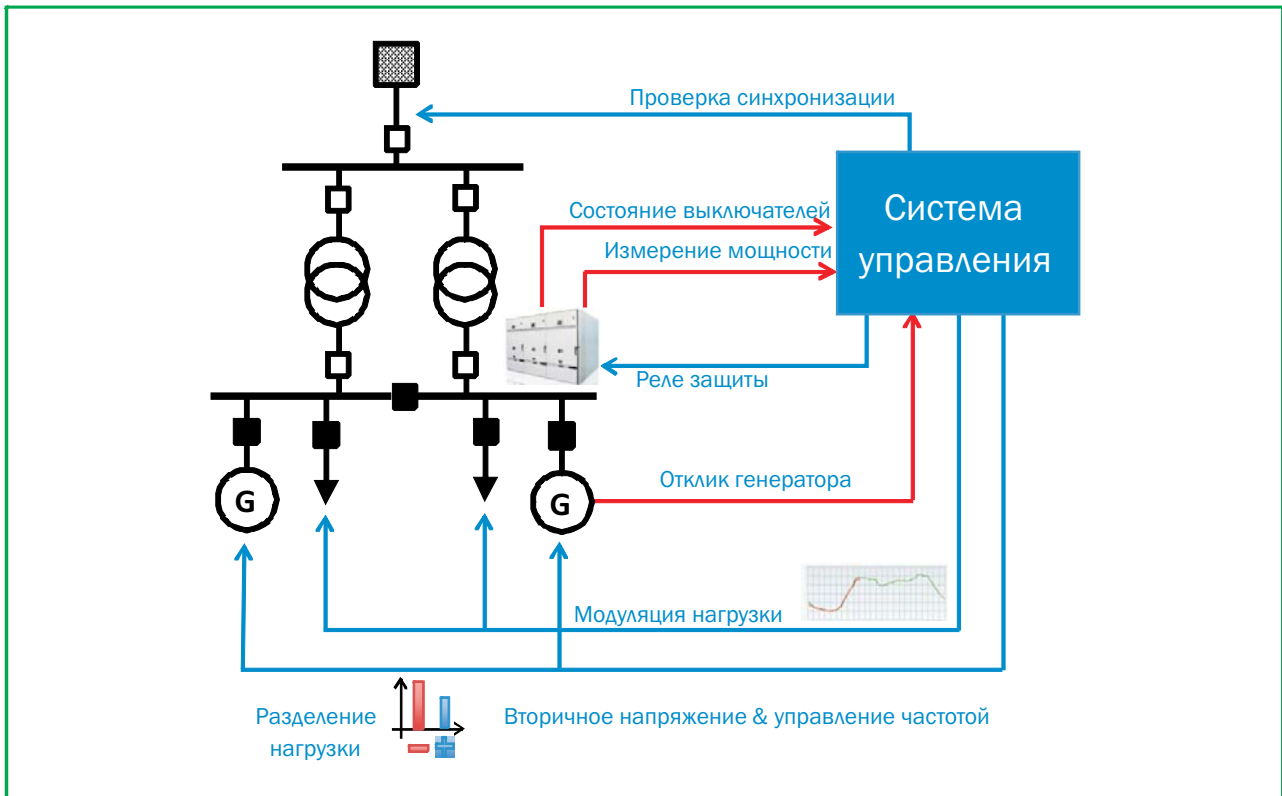 Проверка синхронизации
Система
управления
Состояние выключателей
Измерение мощности
Реле защиты
Отклик генератора
G
G
Модуляция нагрузки
Разделение
нагрузки
Вторичное напряжение & управление частотой